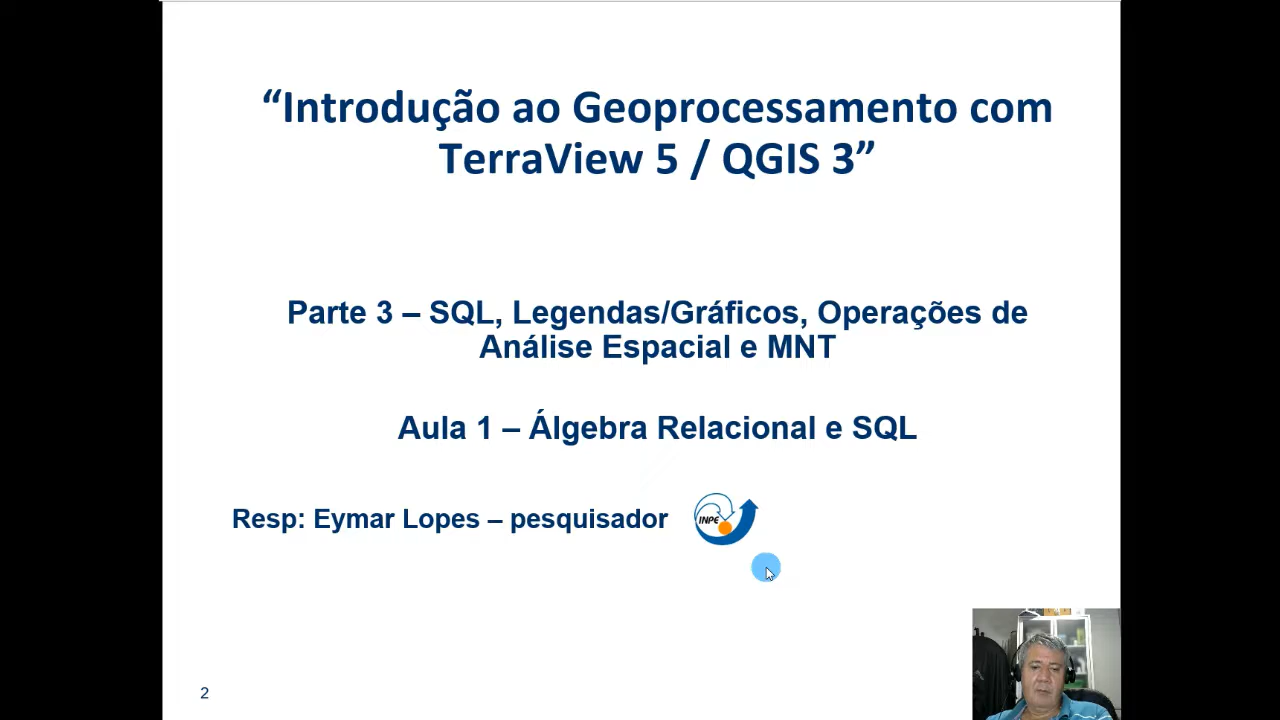 “Introdução ao Geoprocessamento com
TerraView 5 / QGIS 3”
Parte 3 – SQL, Legendas/Gráficos, Operações de
Análise Espacial e MNT
Aula 1 – Álgebra Relacional e SQL
Resp: Eymar Lopes – pesquisador
INPE
2